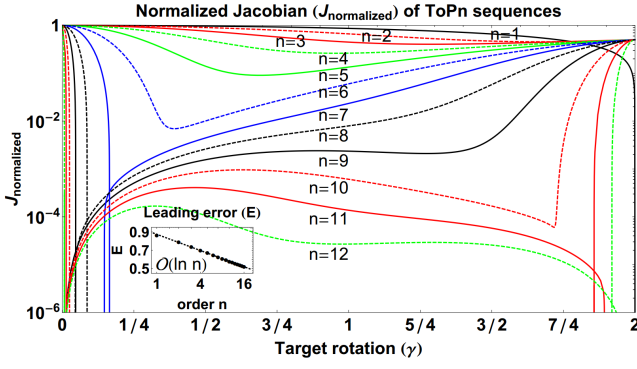 Normalized Jacobian (Jnormalized) of ToPn sequences
1
10−2
10−4
10−6
Jnormalized
n=1
n=2
n=3
n=4
n=5
n=6
n=7
n=8
n=9
n=10
n=11
n=12
Leading error (E)
0.9
0.7
0.5
E
O(ln n)
1 4 16
order n
0 1/4 1/2 3/4 1 5/4 3/2 7/4 2
Target rotation (γ)